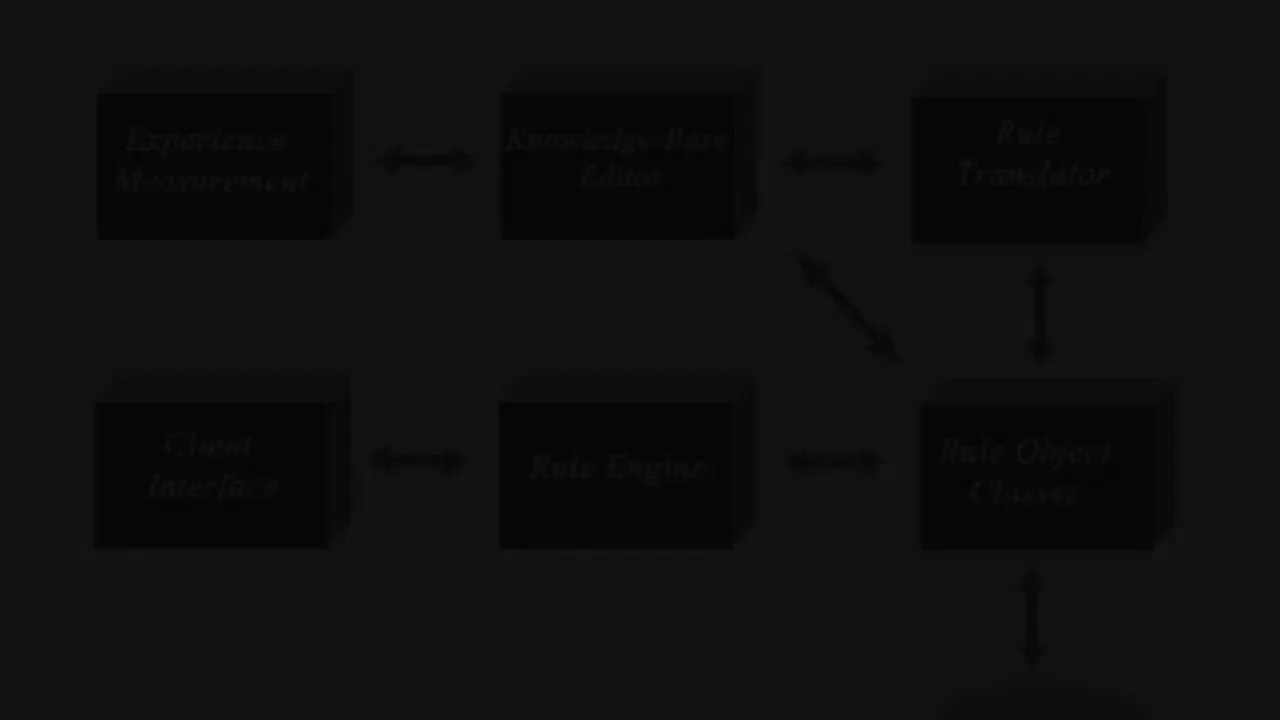 Experience
Measurement
Knowledge-Base
Editor
Rule
Translator
Client
Interface
Rule Engine
Rule Object
Classes